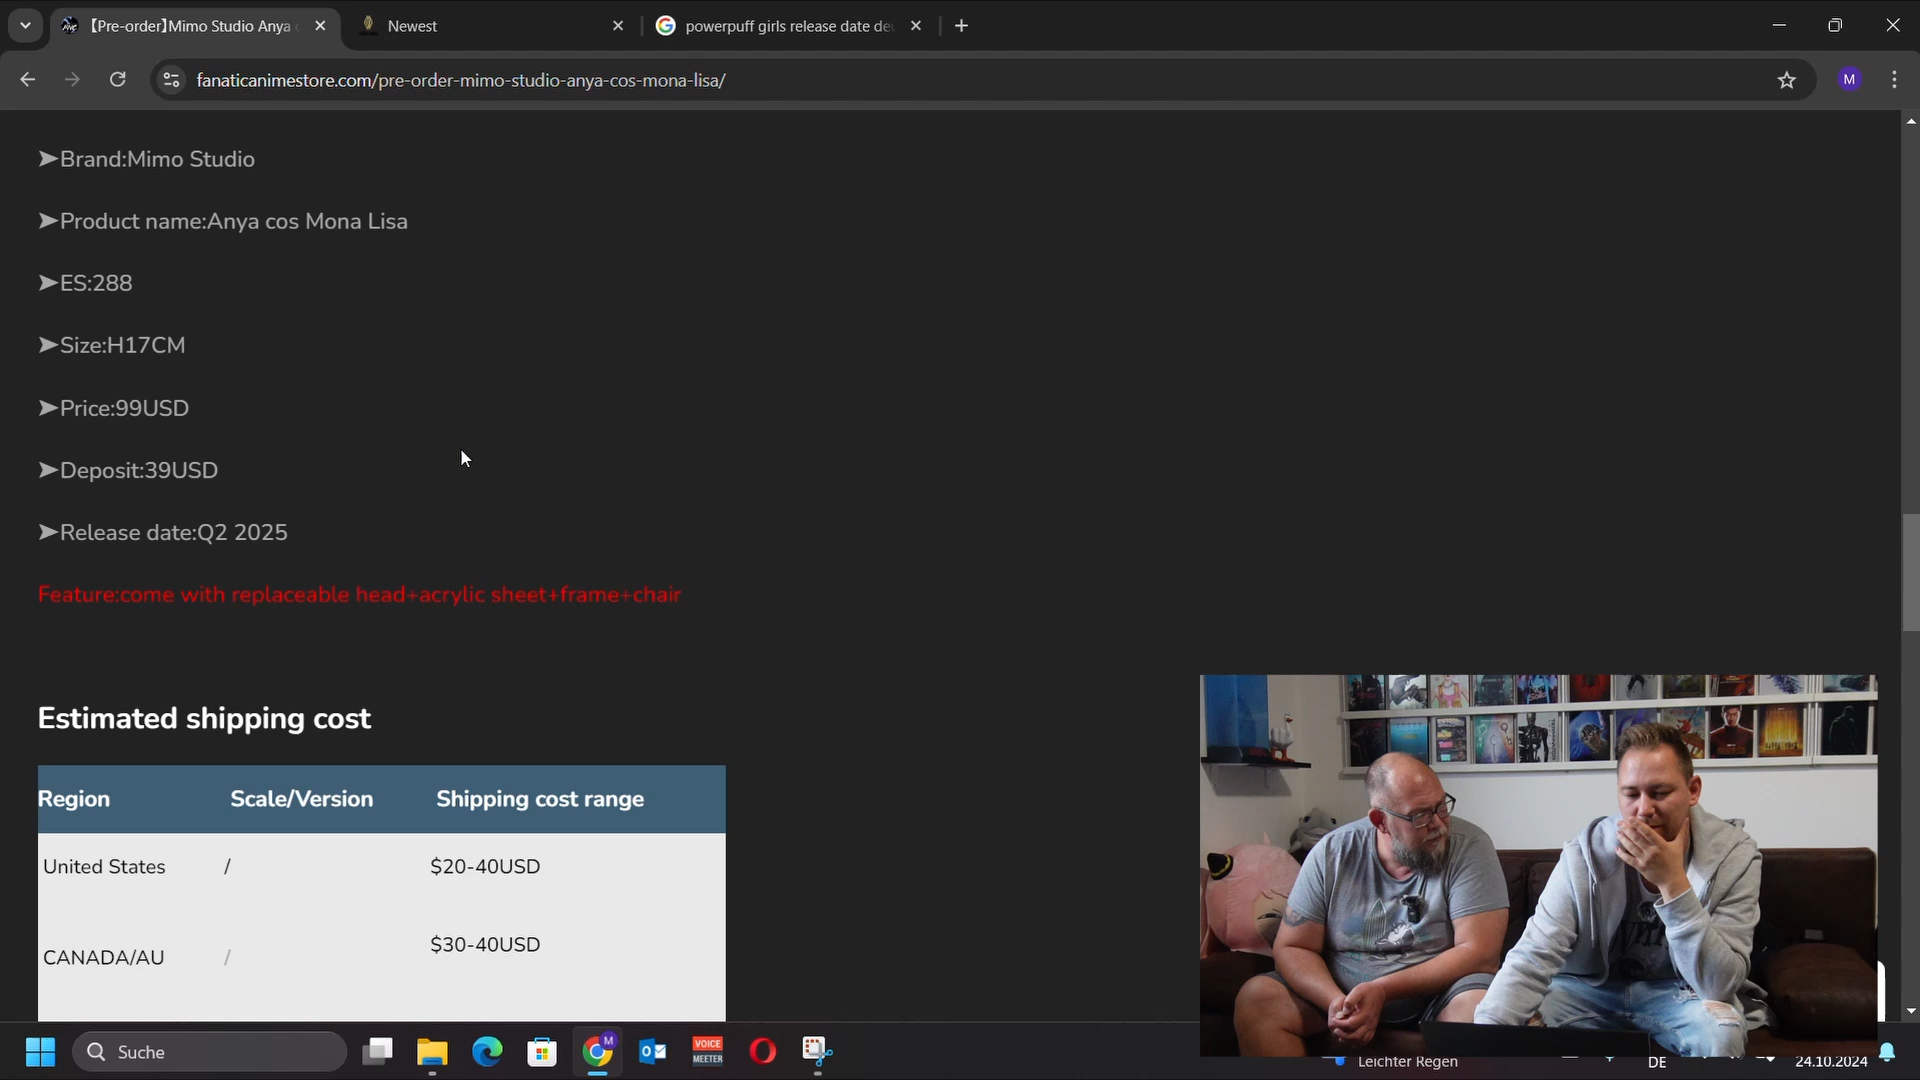 【Pre-order】Mimo Studio Anya
Newest
powerpuff girls release date de
fanaticanimestore.com/pre-order-mimo-studio-anya-cos-mona-lisa/
M
➤Brand:Mimo Studio
➤Product name:Anya cos Mona Lisa
➤ES:288
➤Size:H17CM
➤Price:99USD
➤Deposit:39USD
➤Release date:Q2 2025
Feature:come with replaceable head+acrylic sheet+frame+chair
Estimated shipping cost
Region Scale/Version Shipping cost range
United States / $20-40USD
CANADA/AU / $30-40USD
Suche
M
VOICE
MEETER
Leichter Regen
DE
24.10.2024